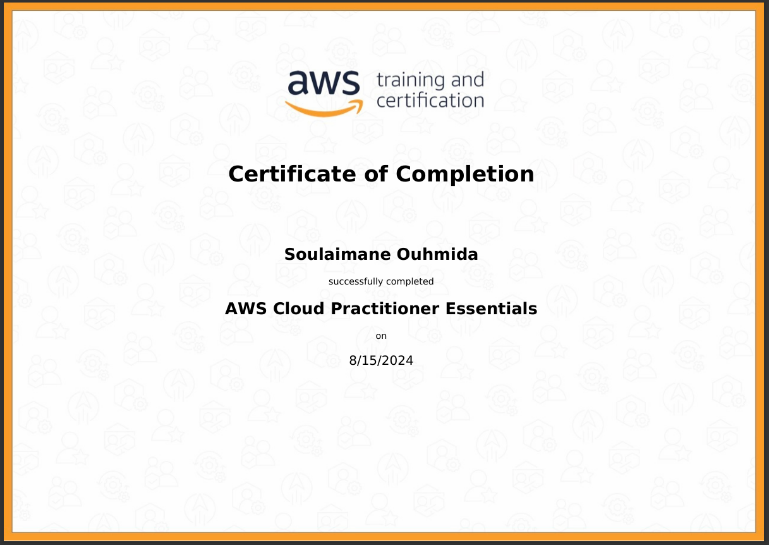 aws training and
certification
Certificate of Completion
Soulaimane Ouhmida
successfully completed
AWS Cloud Practitioner Essentials
on
8/15/2024